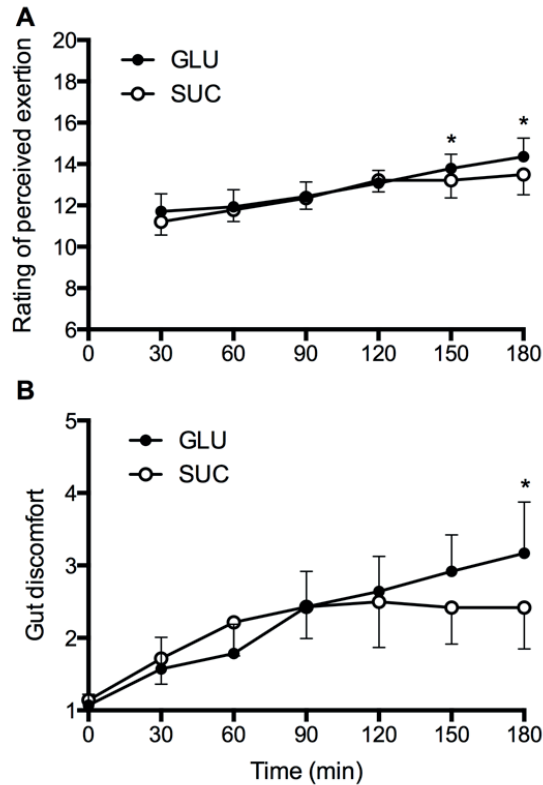 A
20
18
16
14
12
10
8
6
Rating of perceived exertion
GLU
SUC
*
*
0 30 60 90 120 150 180
B
5
4
3
2
1
Gut discomfort
GLU
SUC
*
0 30 60 90 120 150 180
Time (min)